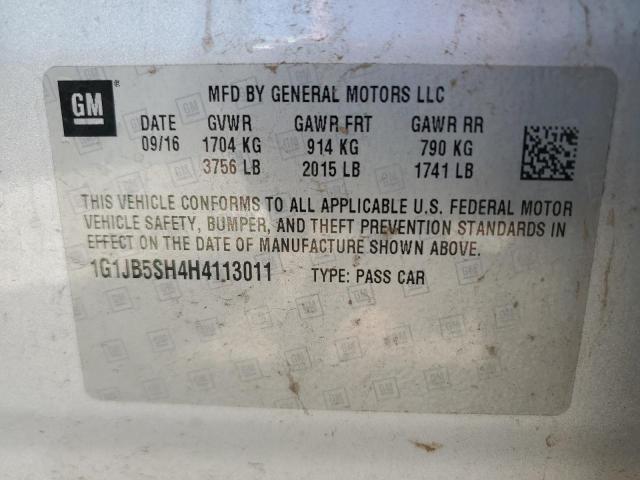 GM
MFD BY GENERAL MOTORS LLC
DATE GVWR GAWR FRT GAWR RR
09/16 1704 KG 914 KG 790 KG
3756 LB 2015 LB 1741 LB
THIS VEHICLE CONFORMS TO ALL APPLICABLE U.S. FEDERAL MOTOR
VEHICLE SAFETY, BUMPER, AND THEFT PREVENTION STANDARDS IN
EFFECT ON THE DATE OF MANUFACTURE SHOWN ABOVE.
1G1JB5SH4H4113011 TYPE: PASS CAR